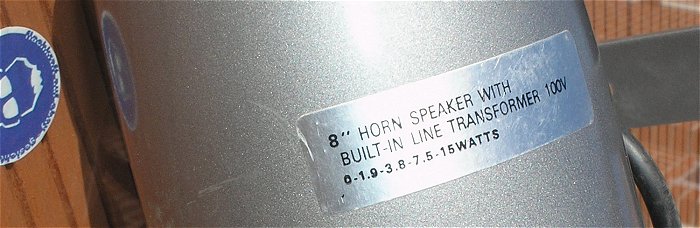 8'' HORN SPEAKER WITH
BUILT-IN LINE TRANSFORMER 100V
0-1.9-3.8-7.5-15WATTS